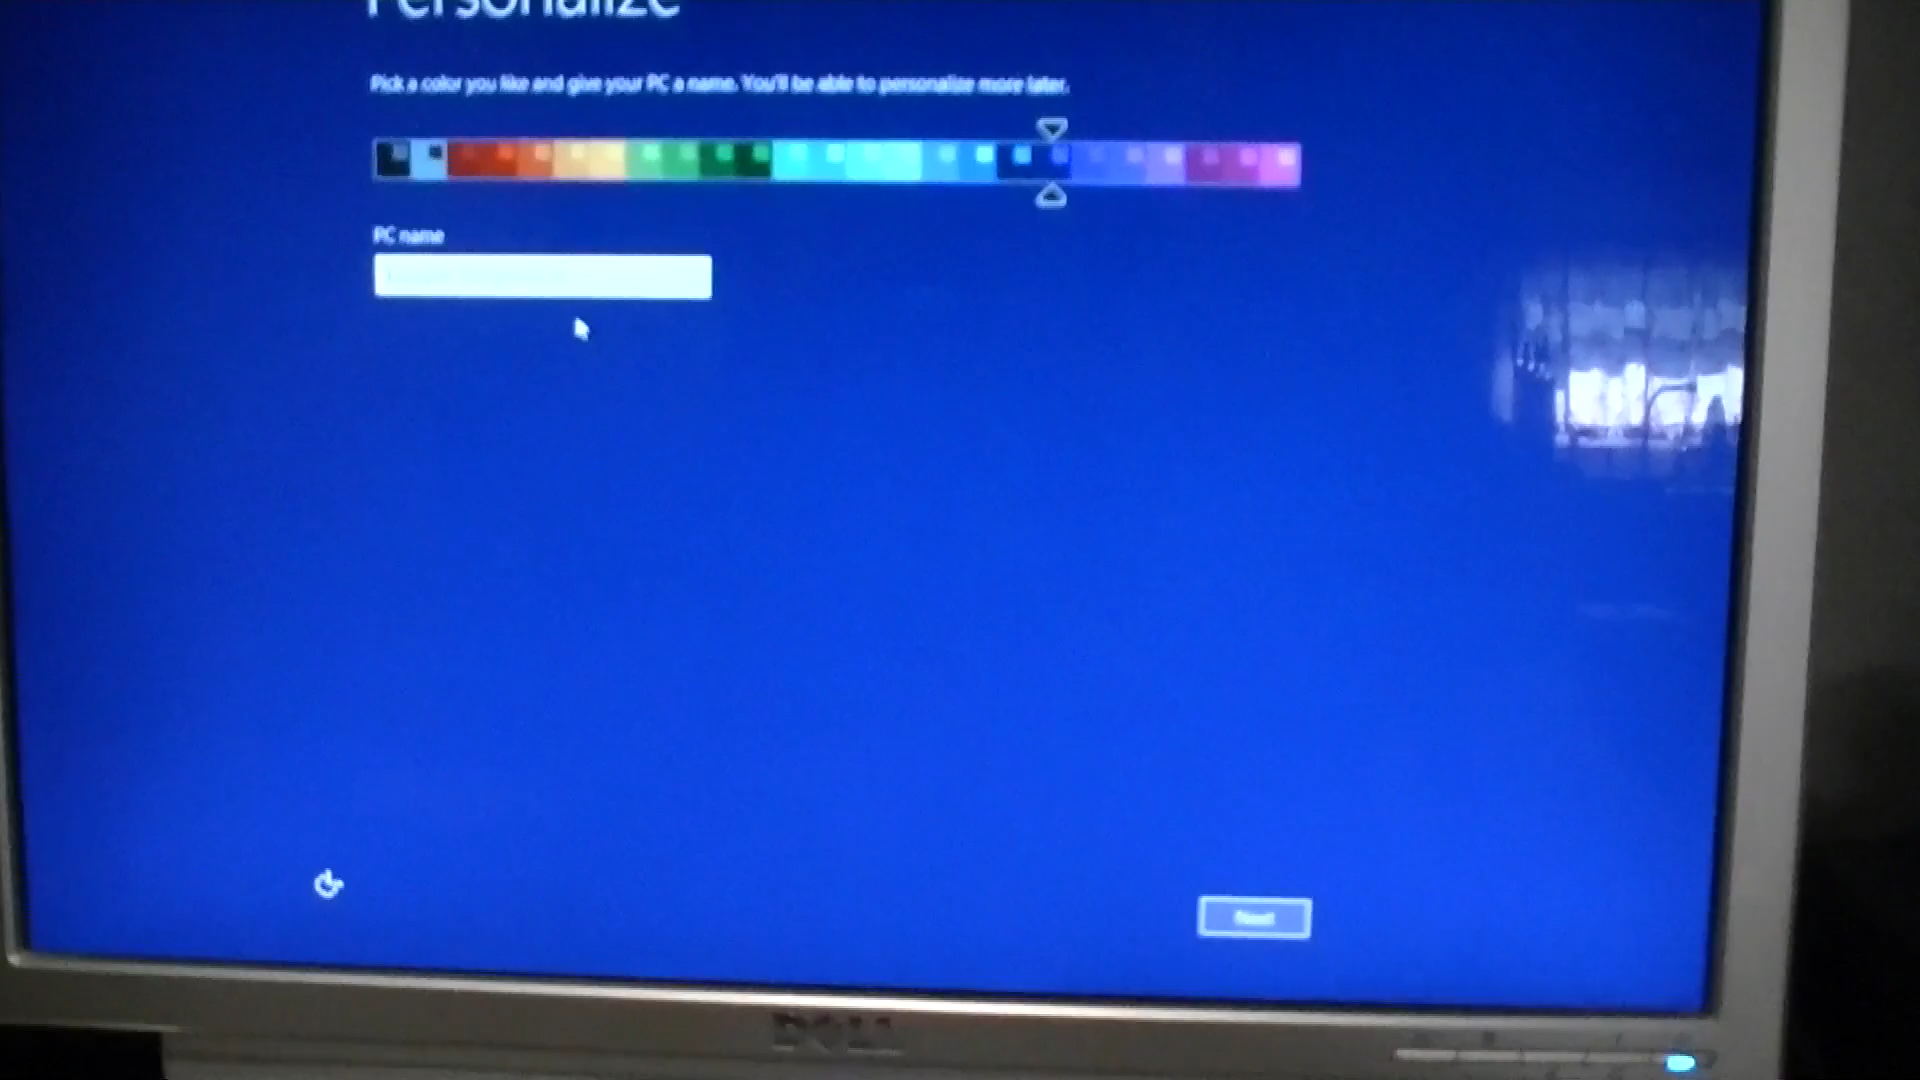 Personalize
Pick a color you like and give your PC a name. You'll be able to personalize more later.
PC name
Next
DELL